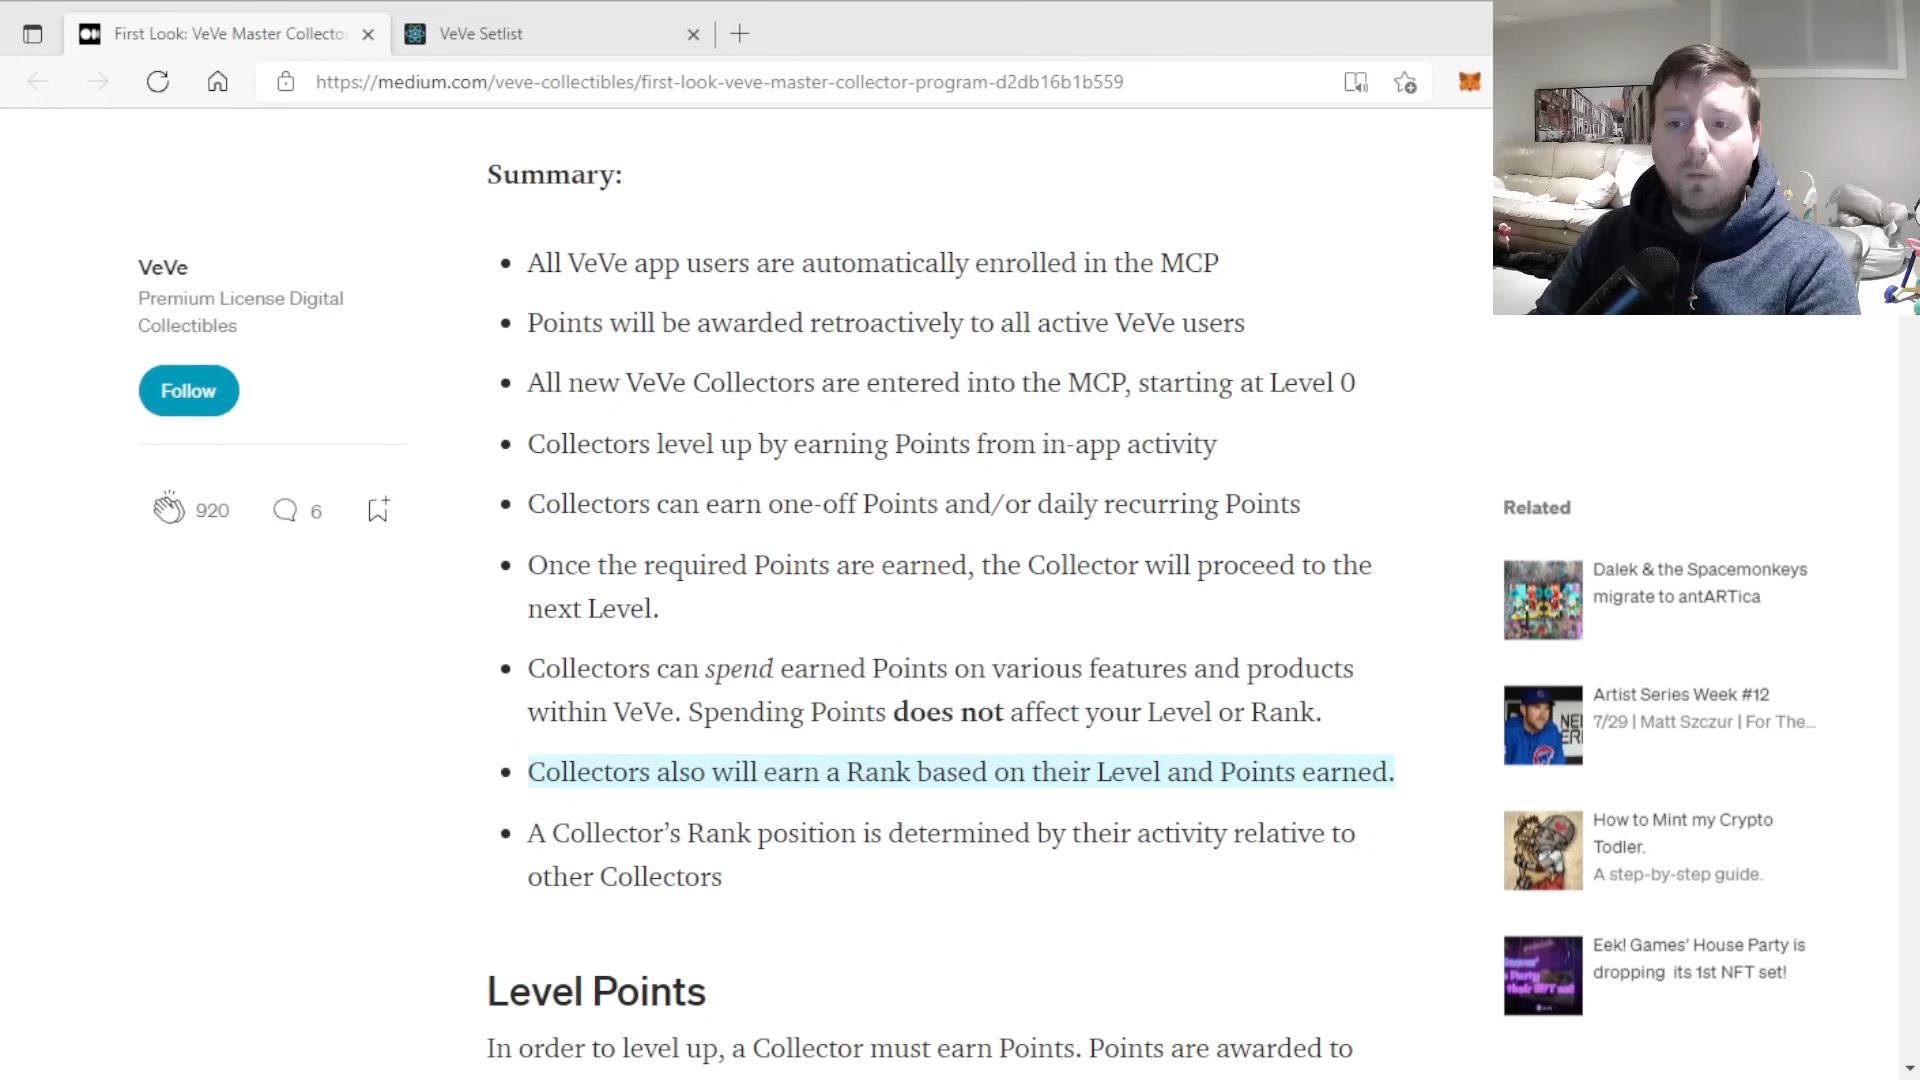 First Look: VeVe Master Collector
VeVe Setlist
https://medium.com/veve-collectibles/first-look-veve-master-collector-program-d2db16b1b559
Summary:
VeVe
Premium License Digital
Collectibles
Follow
920
6
• All VeVe app users are automatically enrolled in the MCP
• Points will be awarded retroactively to all active VeVe users
• All new VeVe Collectors are entered into the MCP, starting at Level 0
• Collectors level up by earning Points from in-app activity
• Collectors can earn one-off Points and/or daily recurring Points
• Once the required Points are earned, the Collector will proceed to the
next Level.
• Collectors can spend earned Points on various features and products
within VeVe. Spending Points does not affect your Level or Rank.
• Collectors also will earn a Rank based on their Level and Points earned.
• A Collector’s Rank position is determined by their activity relative to
other Collectors
Level Points
In order to level up, a Collector must earn Points. Points are awarded to
Related
Dalek & the Spacemonkeys
migrate to antARTica
Artist Series Week #12
7/29 | Matt Szczur | For The...
How to Mint my Crypto
Todler.
A step-by-step guide.
Eek! Games’ House Party is
dropping its 1st NFT set!